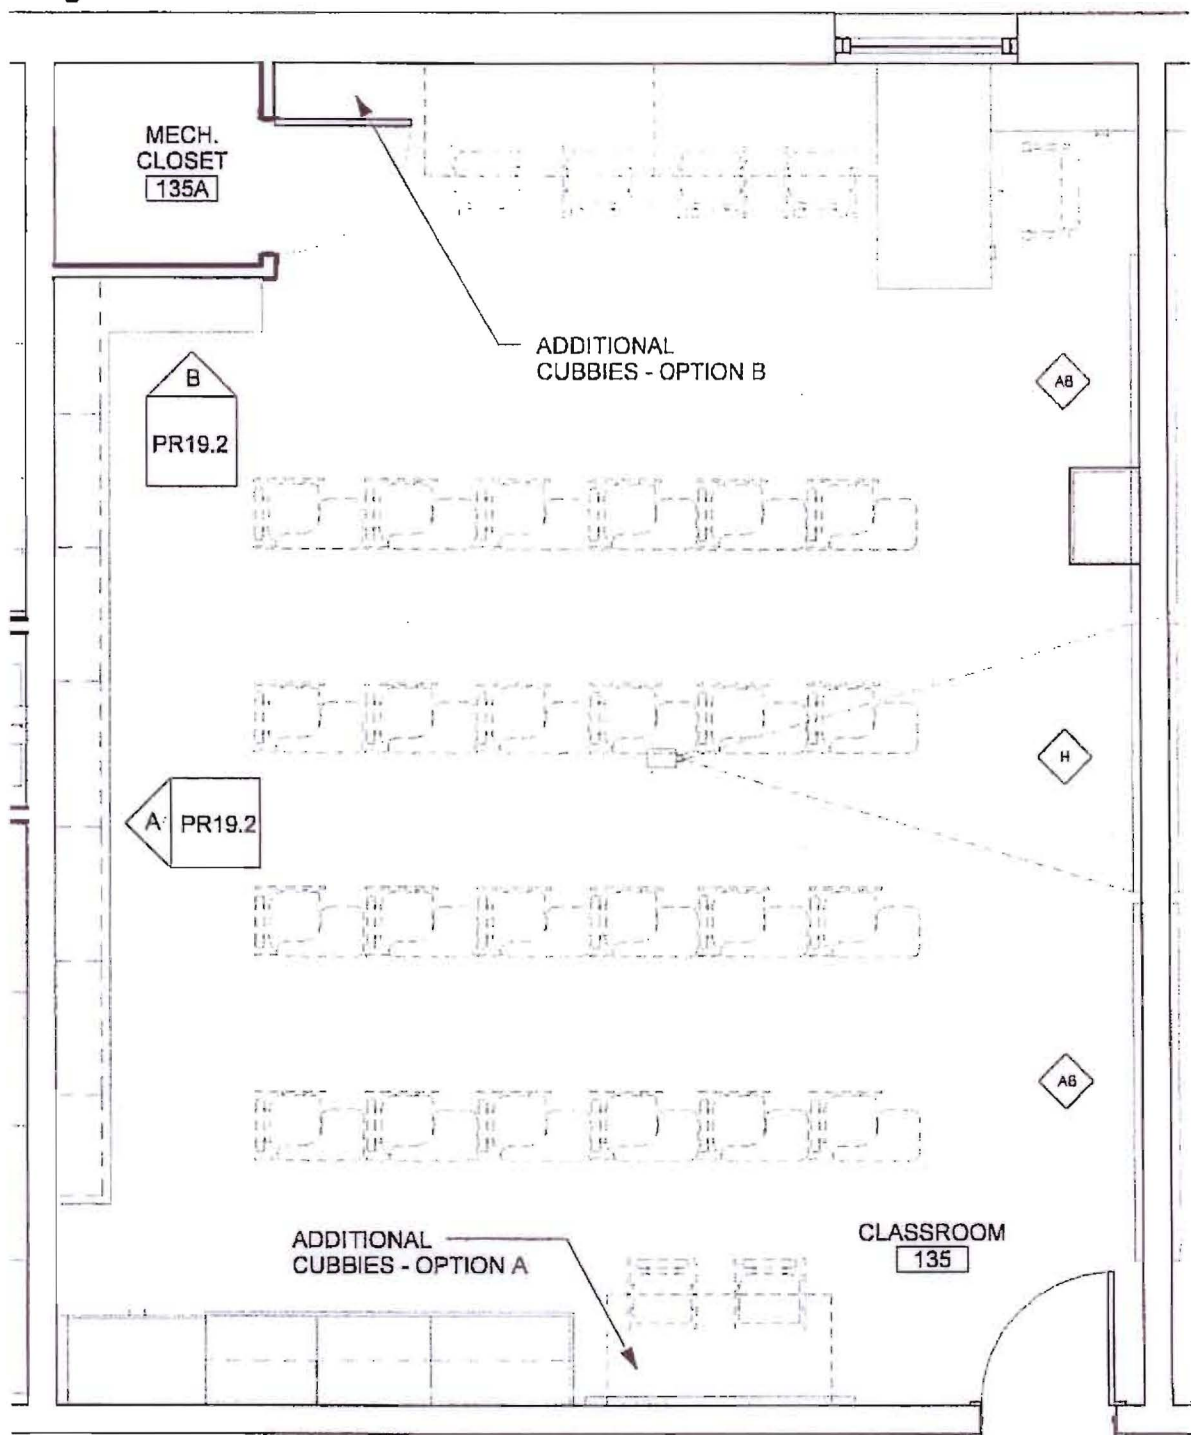 MECH.
CLOSET
135A
ADDITIONAL
CUBBIES - OPTION B
B
PR19.2
AB
H
A
PR19.2
AB
ADDITIONAL
CUBBIES - OPTION A
CLASSROOM
135